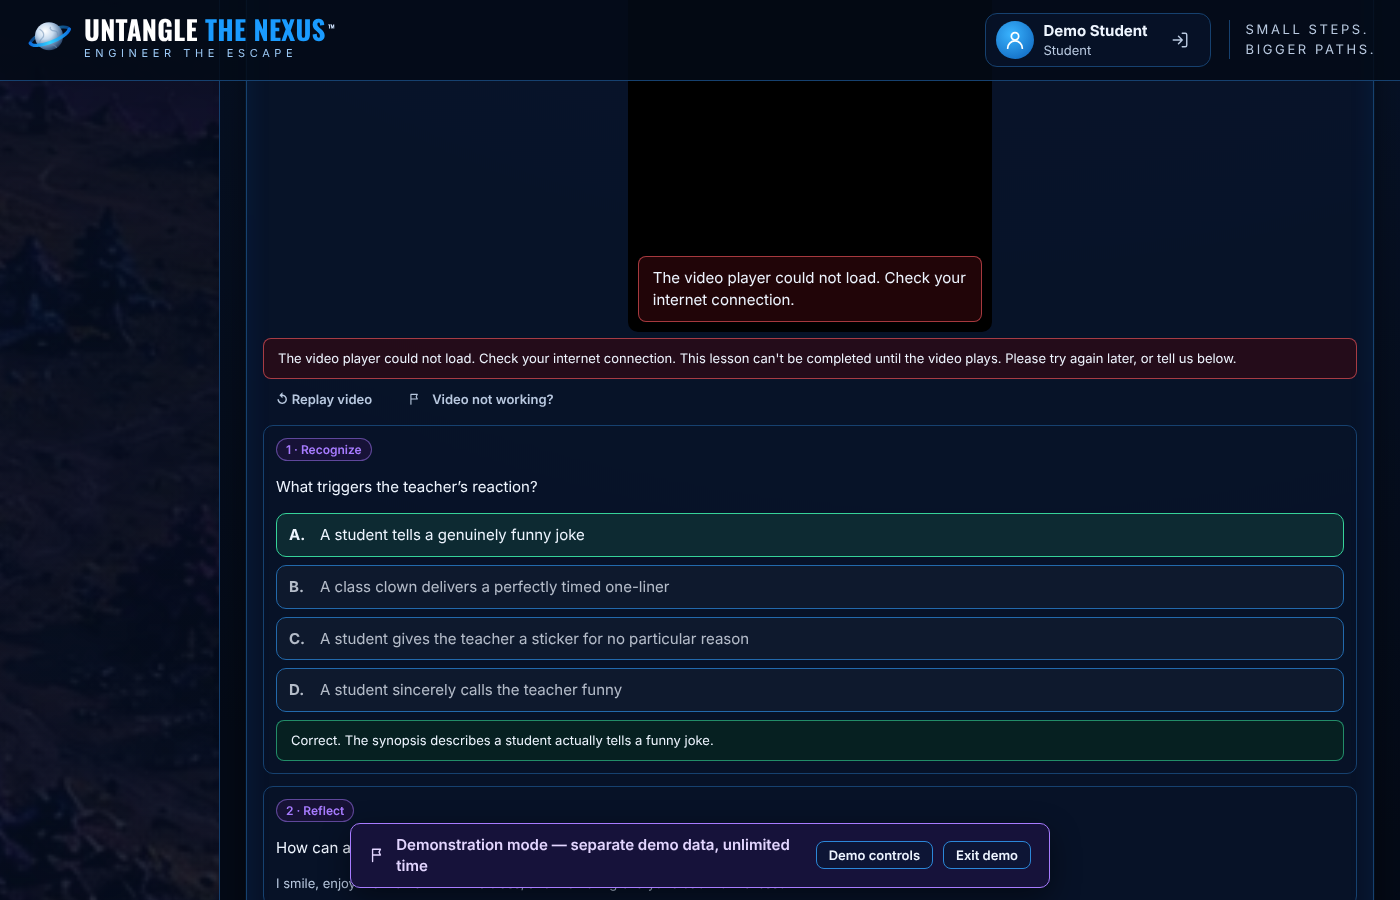 UNTANGLE THE NEXUS™
ENGINEER THE ESCAPE
Demo Student
Student
SMALL STEPS.
BIGGER PATHS.
The video player could not load. Check your
internet connection.
The video player could not load. Check your internet connection. This lesson can't be completed until the video plays. Please try again later, or tell us below.
Replay video
Video not working?
1 · Recognize
What triggers the teacher’s reaction?
A. A student tells a genuinely funny joke
B. A class clown delivers a perfectly timed one-liner
C. A student gives the teacher a sticker for no particular reason
D. A student sincerely calls the teacher funny
Correct. The synopsis describes a student actually tells a funny joke.
2 · Reflect
How can a
I smile, enjoy
Demonstration mode — separate demo data, unlimited
time
Demo controls
Exit demo